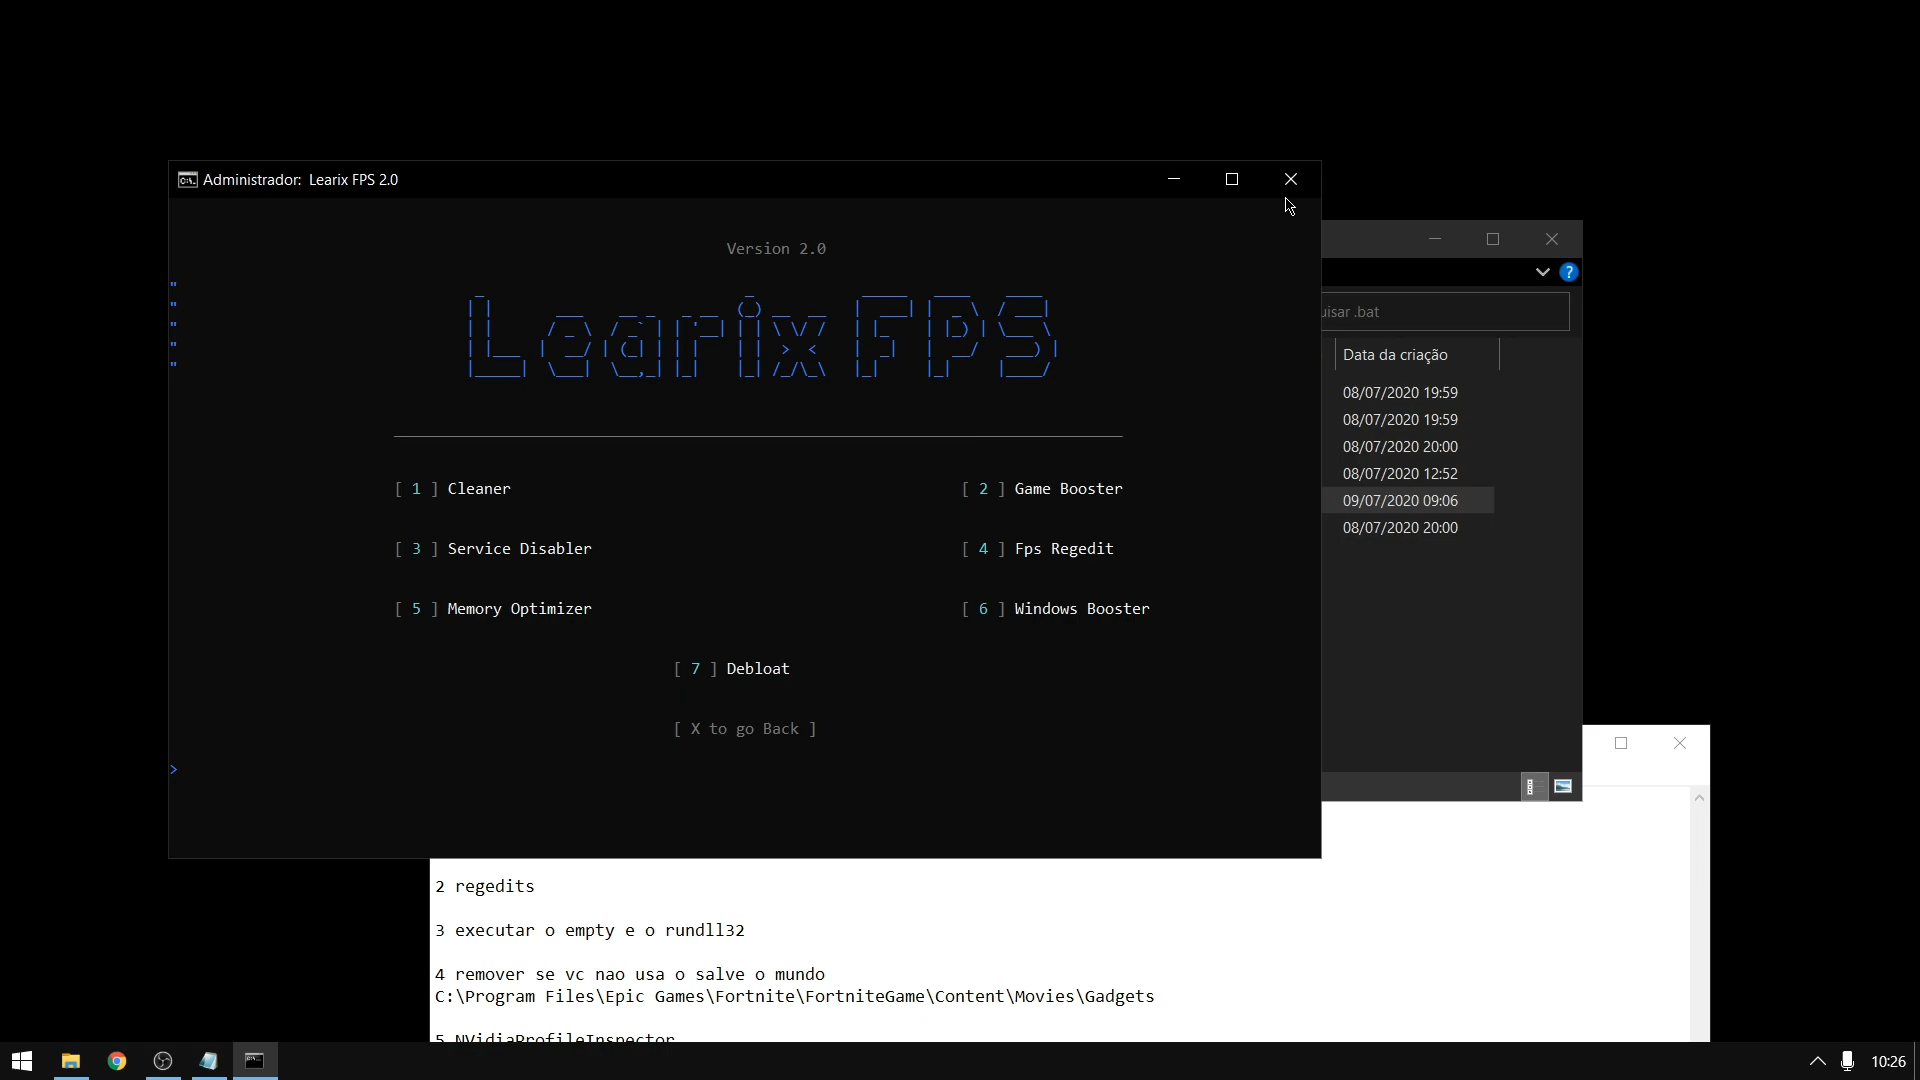 Administrador: Learix FPS 2.0
Version 2.0
Learix FPS
[ 1 ] Cleaner
[ 2 ] Game Booster
[ 3 ] Service Disabler
[ 4 ] Fps Regedit
[ 5 ] Memory Optimizer
[ 6 ] Windows Booster
[ 7 ] Debloat
[ X to go Back ]
>
uisar .bat
Data da criação
08/07/2020 19:59
08/07/2020 19:59
08/07/2020 20:00
08/07/2020 12:52
09/07/2020 09:06
08/07/2020 20:00
2 regedits
3 executar o empty e o rundll32
4 remover se vc nao usa o salve o mundo
C:\Program Files\Epic Games\Fortnite\FortniteGame\Content\Movies\Gadgets
5 NVidiaProfileInspector
10:26